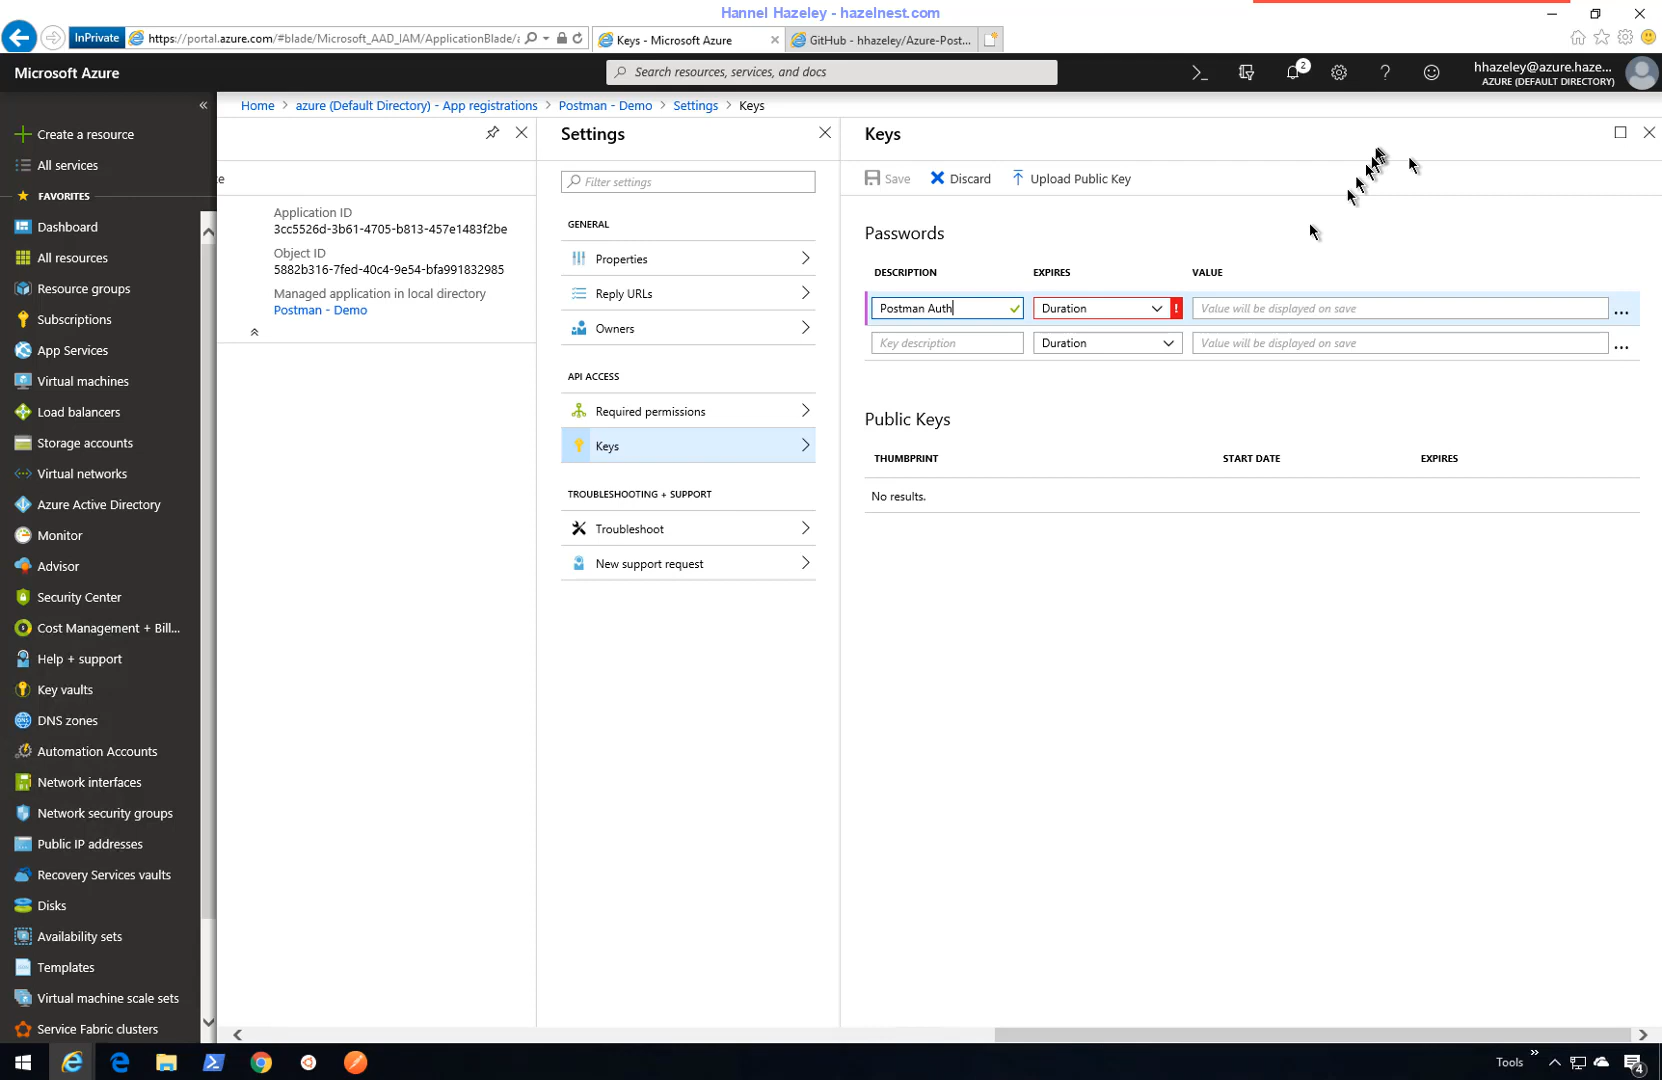 Hannel Hazeley - hazelnest.com
InPrivate
https://portal.azure.com/#blade/Microsoft_AAD_IAM/ApplicationBlade/
Keys - Microsoft Azure
GitHub - hhazeley/Azure-Post...
Microsoft Azure
Search resources, services, and docs
2
hhazeley@azure.haze...
AZURE (DEFAULT DIRECTORY)
Home > azure (Default Directory) - App registrations > Postman - Demo > Settings > Keys
Create a resource
All services
FAVORITES
Dashboard
All resources
Resource groups
Subscriptions
App Services
Virtual machines
Load balancers
Storage accounts
Virtual networks
Azure Active Directory
Monitor
Advisor
Security Center
Cost Management + Bill...
Help + support
Key vaults
DNS zones
Automation Accounts
Network interfaces
Network security groups
Public IP addresses
Recovery Services vaults
Disks
Availability sets
Templates
Virtual machine scale sets
Service Fabric clusters
e
Application ID
3cc5526d-3b61-4705-b813-457e1483f2be
Object ID
5882b316-7fed-40c4-9e54-bfa991832985
Managed application in local directory
Postman - Demo
Settings
Filter settings
GENERAL
Properties
Reply URLs
Owners
API ACCESS
Required permissions
Keys
TROUBLESHOOTING + SUPPORT
Troubleshoot
New support request
Keys
Save
Discard
Upload Public Key
Passwords
DESCRIPTION EXPIRES VALUE
Postman Auth Duration ! Value will be displayed on save ...
Key description Duration Value will be displayed on save ...
Public Keys
THUMBPRINT START DATE EXPIRES
No results.
Tools
4